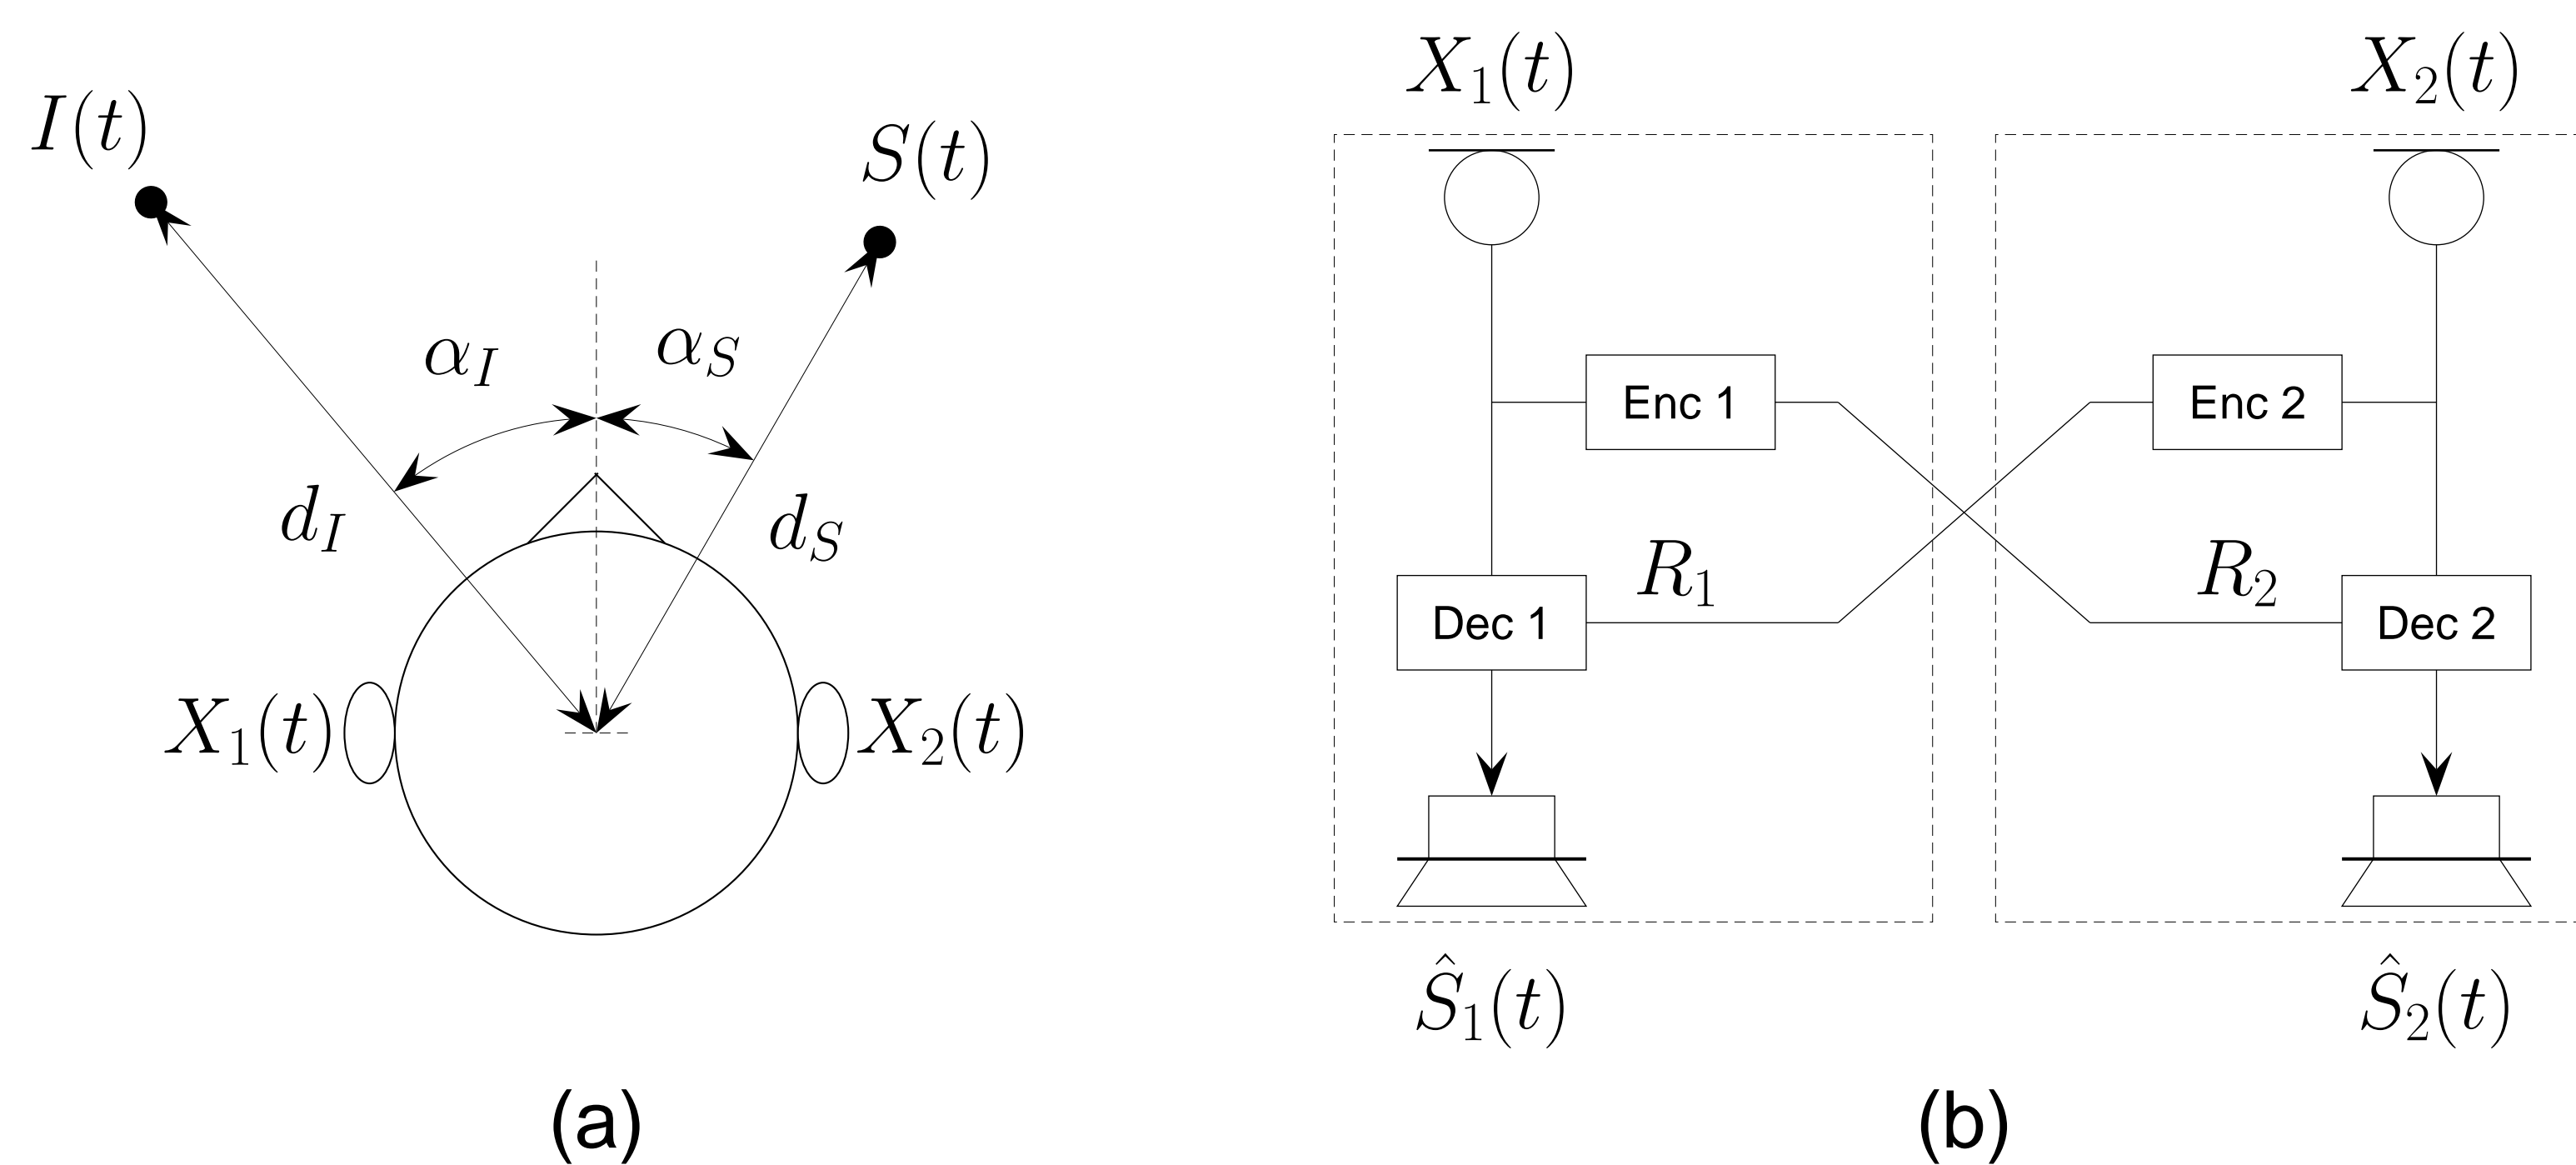 I(t)
S(t)
α_I
α_S
d_I
d_S
X_1(t)
X_2(t)
(a)
X_1(t)
X_2(t)
Enc 1
Enc 2
R_1
R_2
Dec 1
Dec 2
Ŝ_1(t)
Ŝ_2(t)
(b)